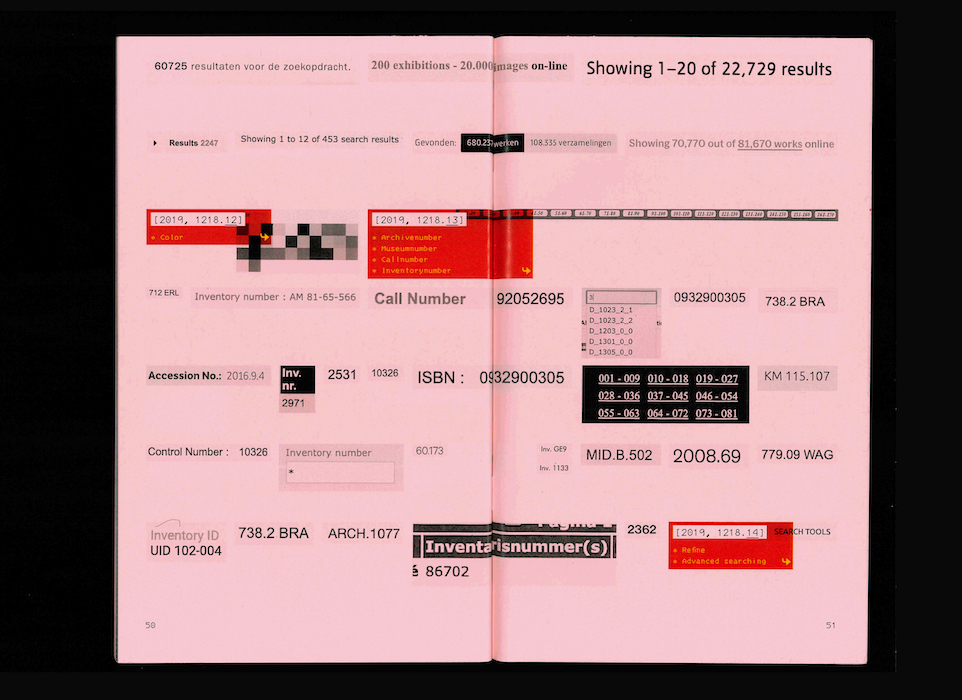 60725 resultaten voor de zoekopdracht.
200 exhibitions - 20.000 images on-line
Showing 1–20 of 22,729 results
Results 2247
Showing 1 to 12 of 453 search results
Gevonden: 680.237 werken 108.335 verzamelingen
Showing 70,770 out of 81,670 works online
[2019, 1218.12]
* Color
[2019, 1218.13]
* Archivenumber
* Museumnumber
* Callnumber
* Inventorynumber
712 ERL
Inventory number : AM 81-65-566
Call Number 92052695
3
D_1023_2_1
D_1023_2_2
D_1203_0_0
D_1301_0_0
D_1305_0_0
0932900305
738.2 BRA
Accession No.: 2016.9.4
Inv.
nr.
2971
2531
10326
ISBN : 0932900305
001 - 009 010 - 018 019 - 027
028 - 036 037 - 045 046 - 054
055 - 063 064 - 072 073 - 081
KM 115.107
Control Number : 10326
Inventory number
*
60.173
Inv. GE9
Inv. 1133
MID.B.502
2008.69
779.09 WAG
Inventory ID
UID 102-004
738.2 BRA
ARCH.1077
Inventarisnummer(s)
86702
2362
[2019, 1218.14]
* Refine
* Advanced searching
SEARCH TOOLS
50
51